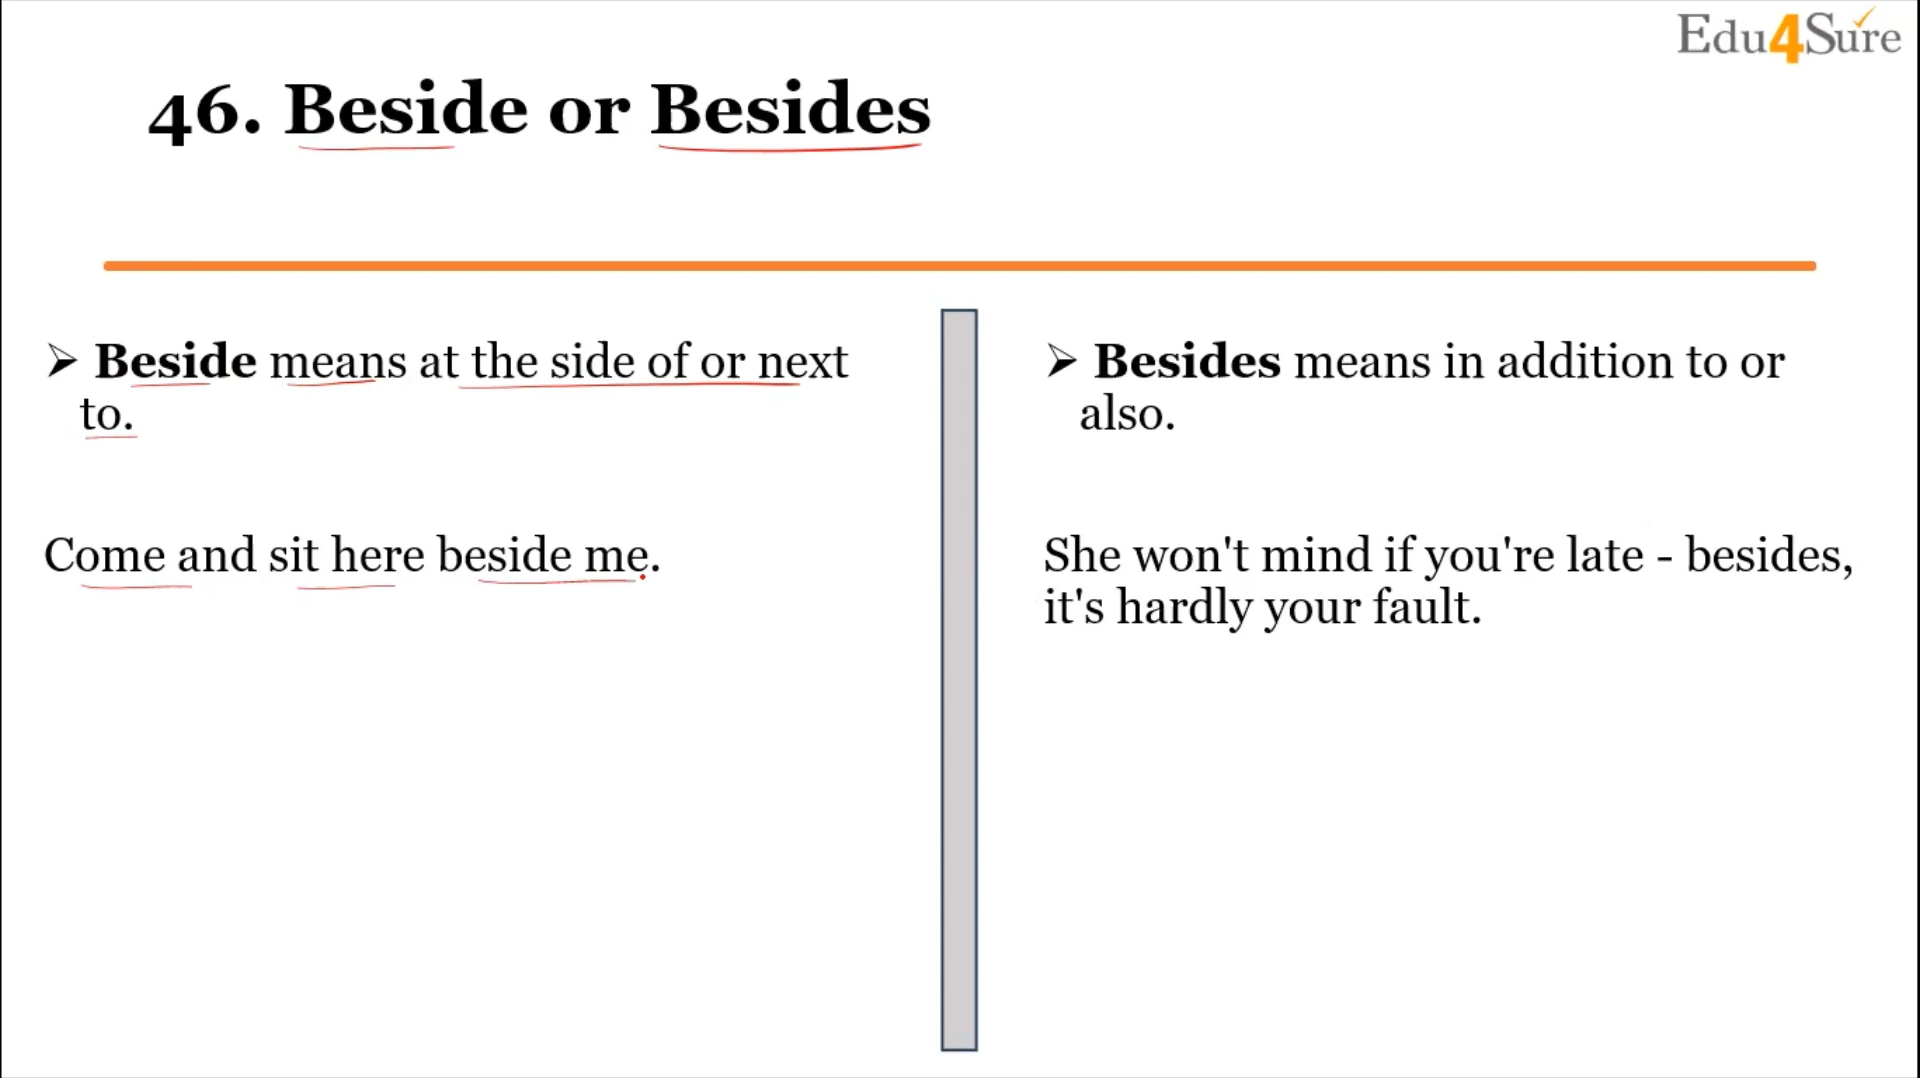 Edu4Sure
46. Beside or Besides
➢ Beside means at the side of or next
to.
Come and sit here beside me.
➢ Besides means in addition to or
also.
She won't mind if you're late - besides,
it's hardly your fault.